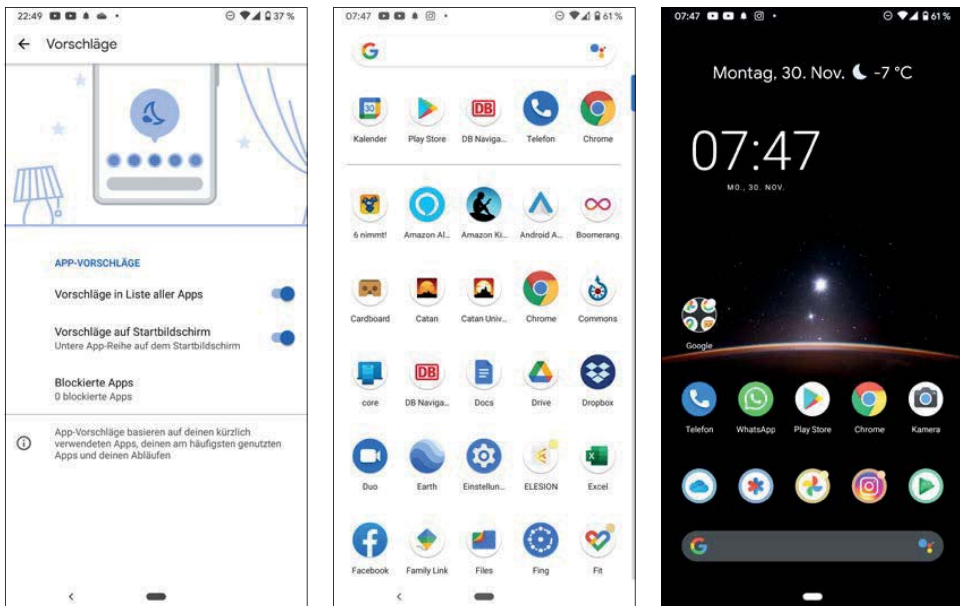 22:49
37 %
Vorschläge
APP-VORSCHLÄGE
Vorschläge in Liste aller Apps
Vorschläge auf Startbildschirm
Untere App-Reihe auf dem Startbildschirm
Blockierte Apps
0 blockierte Apps
App-Vorschläge basieren auf deinen kürzlich
verwendeten Apps, deinen am häufigsten genutzten
Apps und deinen Abläufen
07:47
61 %
G
30 DB
Kalender Play Store DB Naviga... Telefon Chrome
6 nimmt! Amazon Al... Amazon Ki... Android A... Boomerang
Cardboard Catan Catan Univ... Chrome Commons
DB
core DB Naviga... Docs Drive Dropbox
Duo Earth Einstellun... ELESION Excel
Facebook Family Link Files Fing Fit
07:47
61 %
Montag, 30. Nov. -7 °C
07:47
MO., 30. NOV.
Google
Telefon WhatsApp Play Store Chrome Kamera
G